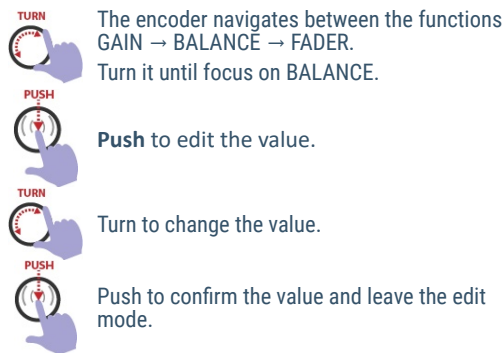 TURN
The encoder navigates between the functions
GAIN → BALANCE → FADER.
Turn it until focus on BALANCE.
PUSH
Push to edit the value.
TURN
Turn to change the value.
PUSH
Push to confirm the value and leave the edit
mode.